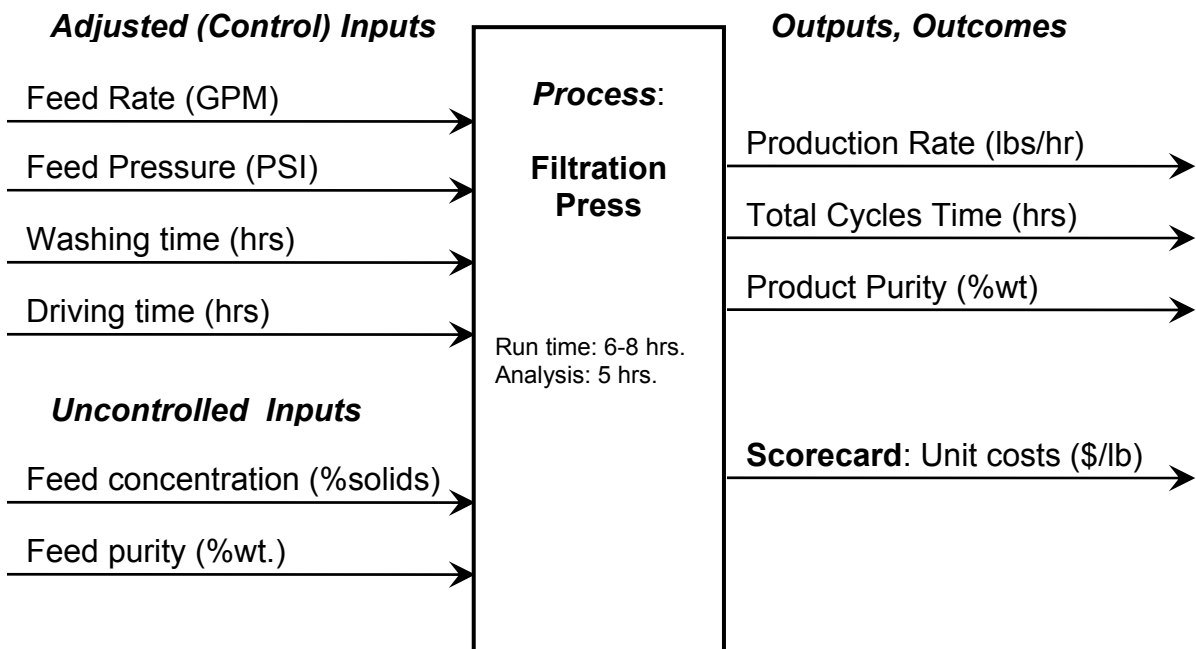 Adjusted (Control) Inputs
Feed Rate (GPM)
Feed Pressure (PSI)
Washing time (hrs)
Driving time (hrs)
Uncontrolled Inputs
Feed concentration (%solids)
Feed purity (%wt.)
Process:
Filtration
Press
Run time: 6-8 hrs.
Analysis: 5 hrs.
Outputs, Outcomes
Production Rate (lbs/hr)
Total Cycles Time (hrs)
Product Purity (%wt)
Scorecard: Unit costs ($/lb)